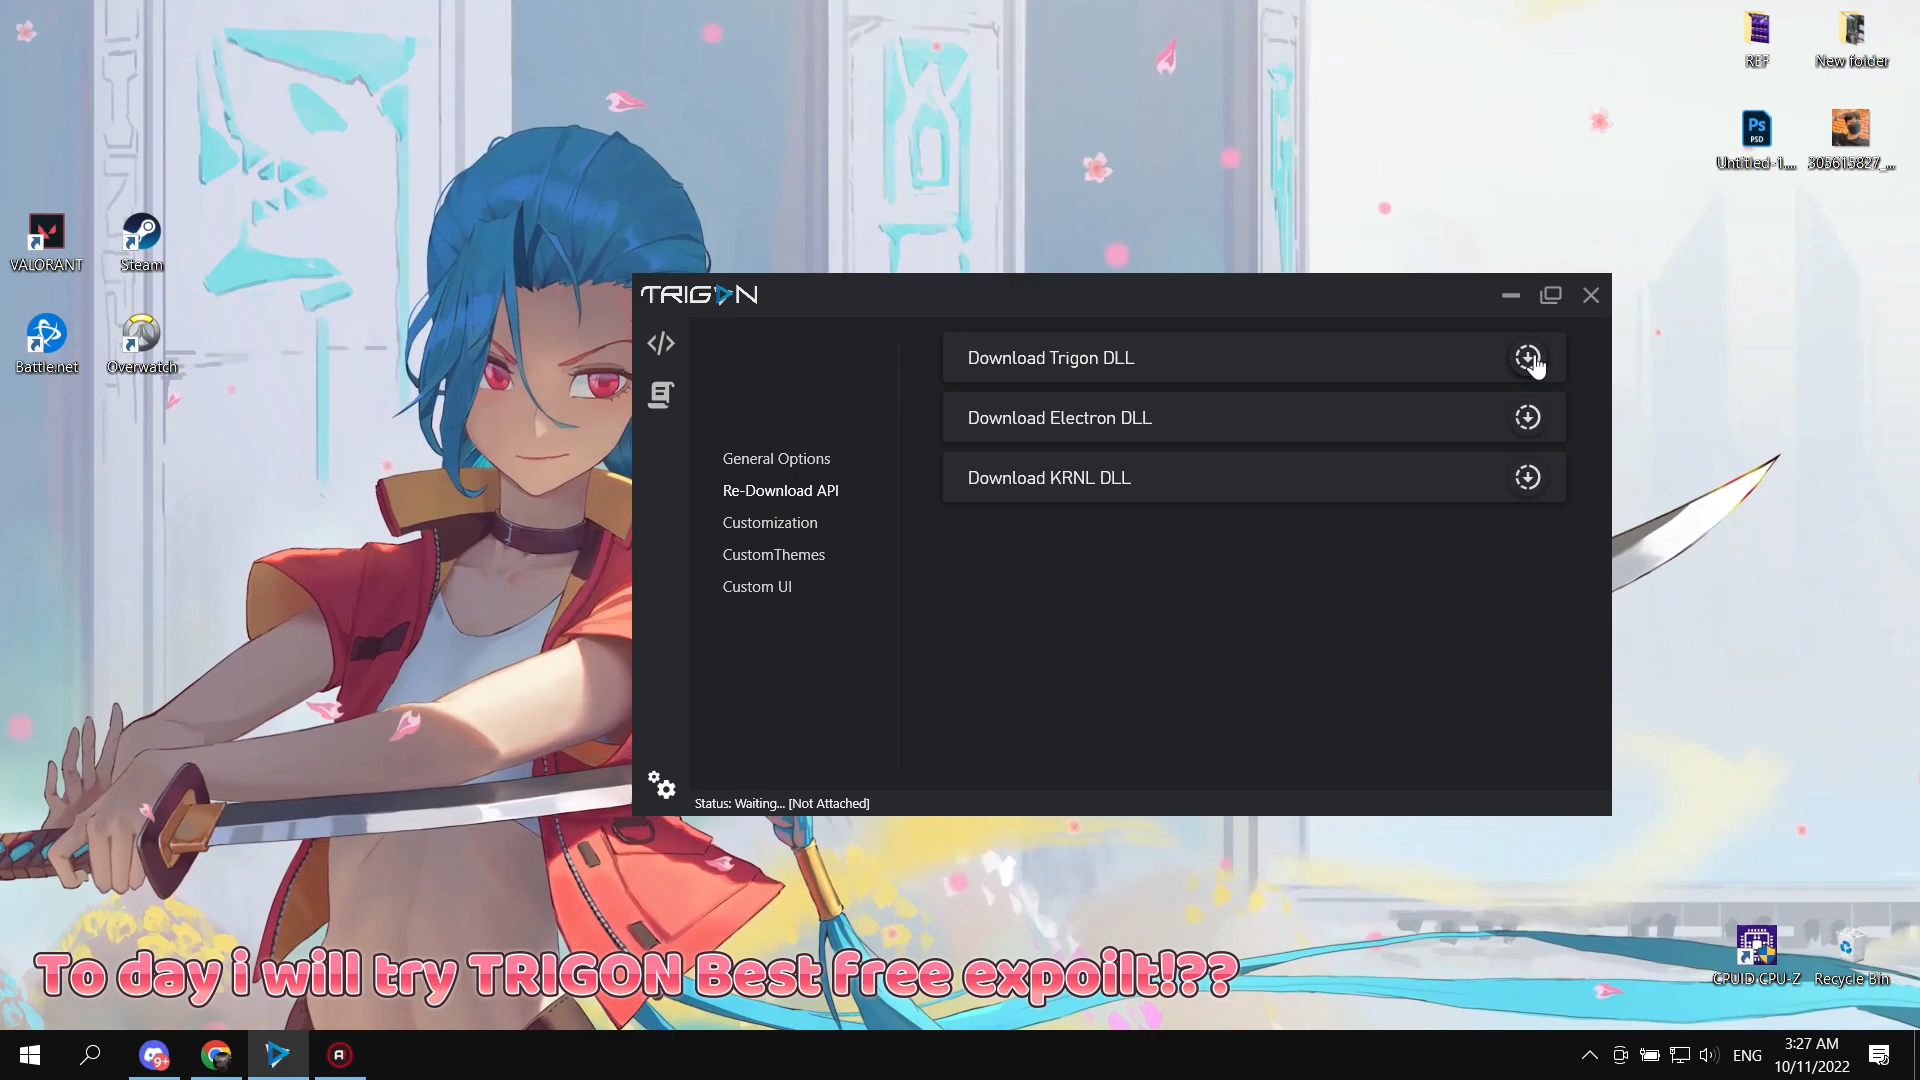 REF
New folder
Untitled-1....
305615827_...
VALORANT
Steam
Battle.net
Overwatch
TRIGON
Download Trigon DLL
Download Electron DLL
Download KRNL DLL
General Options
Re-Download API
Customization
CustomThemes
Custom UI
Status: Waiting... [Not Attached]
To day i will try TRIGON Best free expoilt!??
CPUID CPU-Z
Recycle Bin
9+
ENG
3:27 AM
10/11/2022